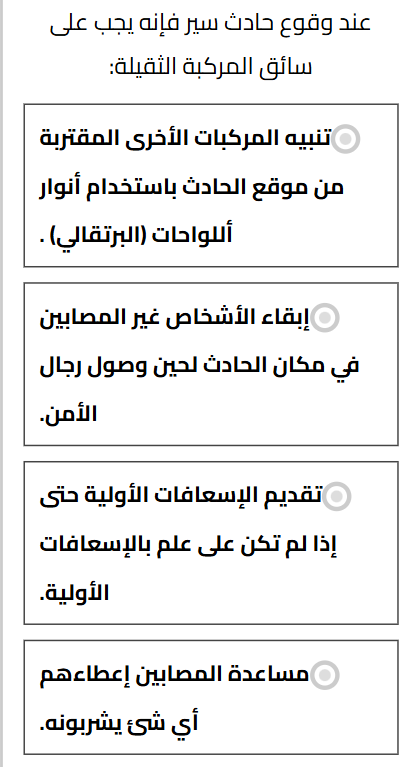 عند وقوع حادث سير فإنه يجب على
سائق المركبة الثقيلة:
تنبيه المركبات الأخرى المقتربة
من موقع الحادث باستخدام أنوار
أللواحات (البرتقالي) .
إبقاء الأشخاص غير المصابين
في مكان الحادث لحين وصول رجال
الأمن.
تقديم الإسعافات الأولية حتى
إذا لم تكن على علم بالإسعافات
الأولية.
مساعدة المصابين إعطاءهم
أي شئ يشربونه.